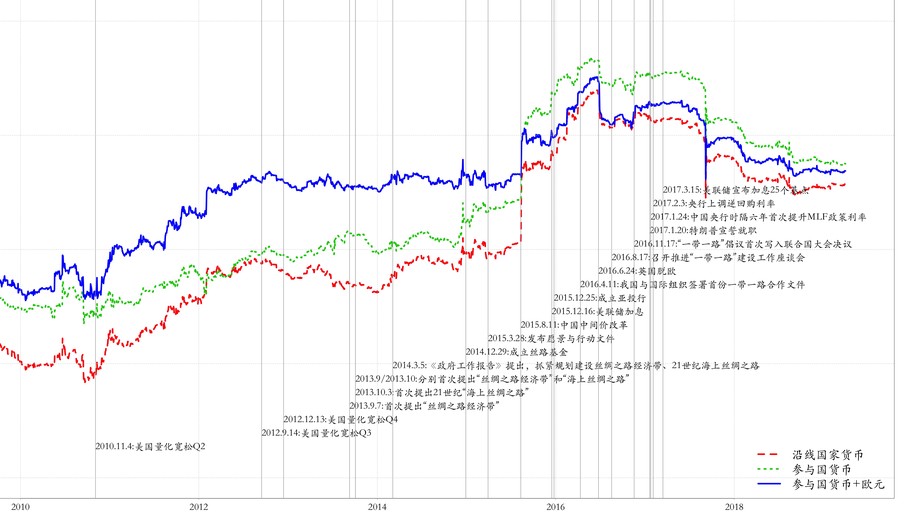 2017.3.15:美联储宣布加息25个基点
2017.2.3:央行上调逆回购利率
2017.1.24:中国央行时隔六年首次提升MLF政策利率
2017.1.20:特朗普宣誓就职
2016.11.17:“一带一路”倡议首次写入联合国大会决议
2016.8.17:召开推进“一带一路”建设工作座谈会
2016.6.24:英国脱欧
2016.4.11:我国与国际组织签署首份一带一路合作文件
2015.12.25:成立亚投行
2015.12.16:美联储加息
2015.8.11:中国中间价改革
2015.3.28:发布愿景与行动文件
2014.12.29:成立丝路基金
2014.3.5:《政府工作报告》提出，抓紧规划建设丝绸之路经济带、21世纪海上丝绸之路
2013.9/2013.10:分别首次提出“丝绸之路经济带”和“海上丝绸之路”
2013.10.3:首次提出21世纪“海上丝绸之路”
2013.9.7:首次提出“丝绸之路经济带”
2012.12.13:美国量化宽松Q4
2012.9.14:美国量化宽松Q3
2010.11.4:美国量化宽松Q2
沿线国家货币
参与国货币
参与国货币+欧元
2010 2012 2014 2016 2018